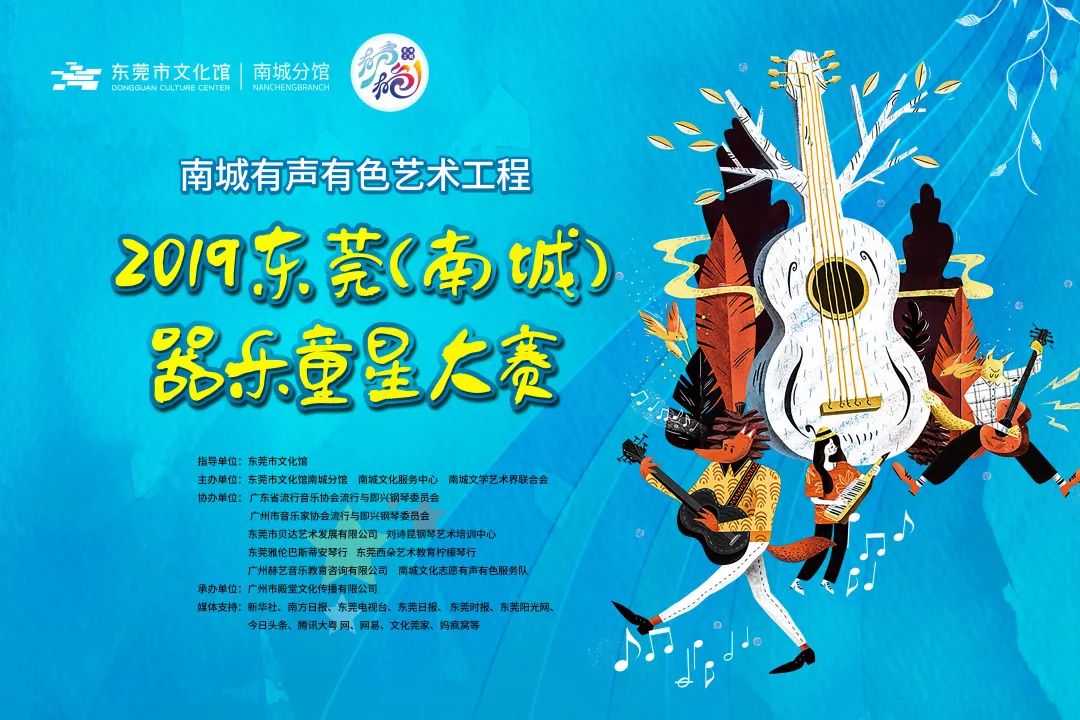 东莞市文化馆 南城分馆
DONGGUAN CULTURE CENTER NANCHENGBRANCH
有声有色
南城有声有色艺术工程
2019东莞(南城)
器乐童星大赛
指导单位：东莞市文化馆
主办单位：东莞市文化馆南城分馆 南城文化服务中心 南城文学艺术界联合会
协办单位：广东省流行音乐协会流行与即兴钢琴委员会
广州市音乐家协会流行与即兴钢琴委员会
东莞市贝达艺术发展有限公司 刘诗昆钢琴艺术培训中心
东莞雅伦巴斯蒂安琴行 东莞西朵艺术教育柠檬琴行
广州赫艺音乐教育咨询有限公司 南城文化志愿有声有色服务队
承办单位：广州市殿堂文化传播有限公司
媒体支持：新华社、南方日报、东莞电视台、东莞日报、东莞时报、东莞阳光网、
今日头条、腾讯大粤 网、网易、文化莞家、妈疯窝等